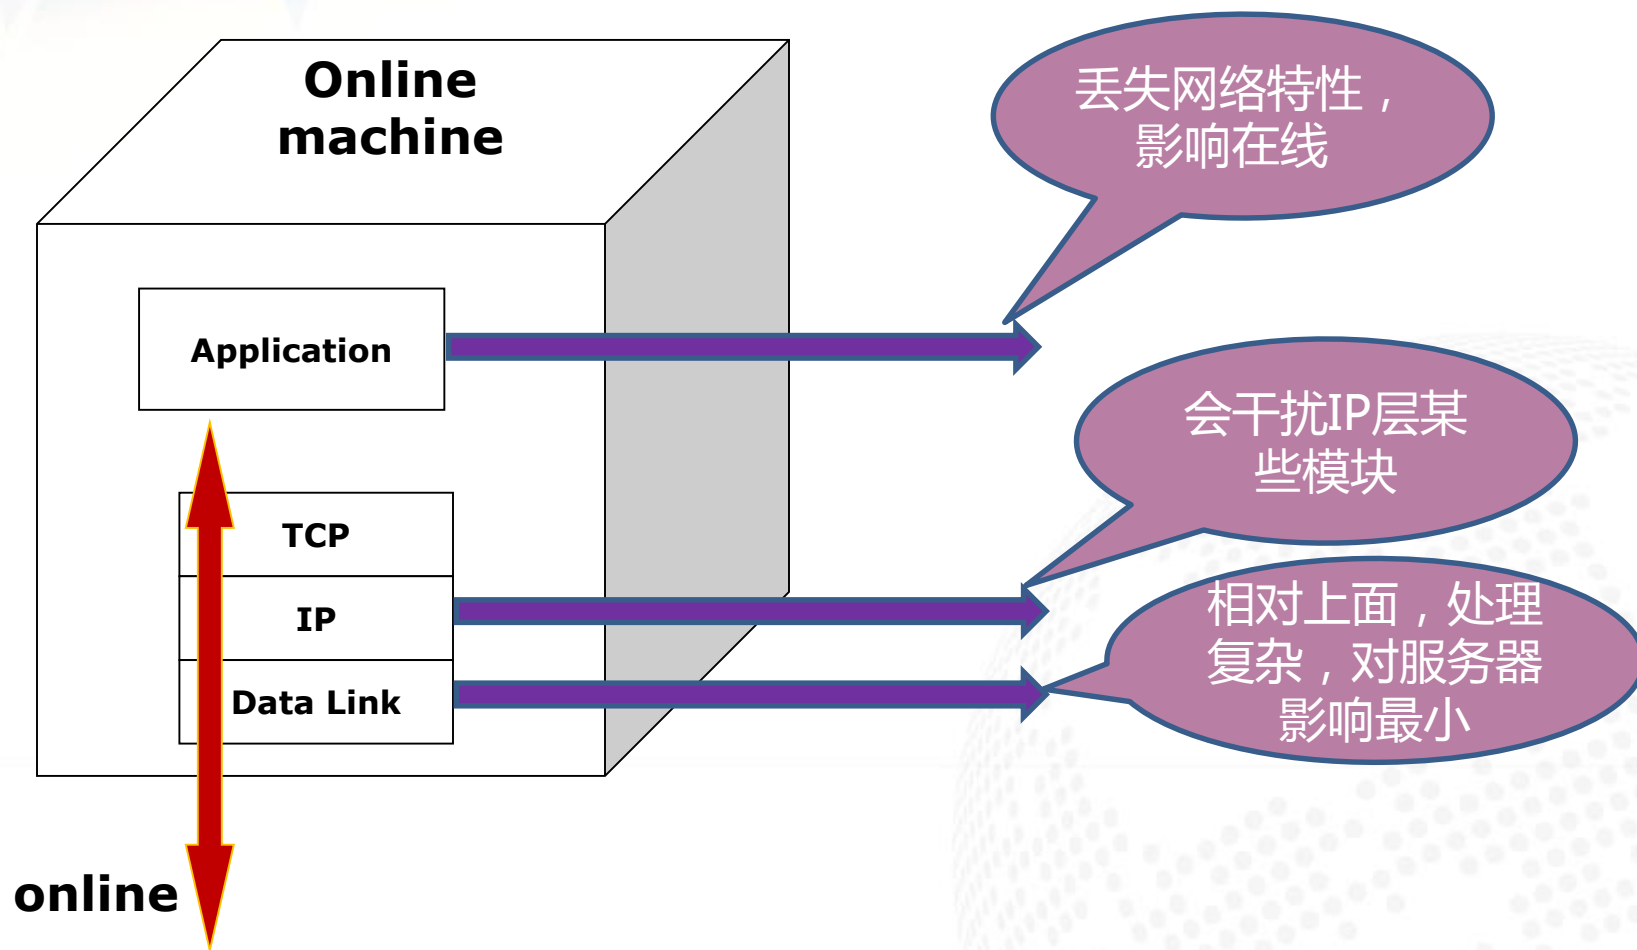 Online
machine
丢失网络特性，
影响在线
Application
会干扰IP层某
些模块
TCP
IP
Data Link
相对上面，处理
复杂，对服务器
影响最小
online